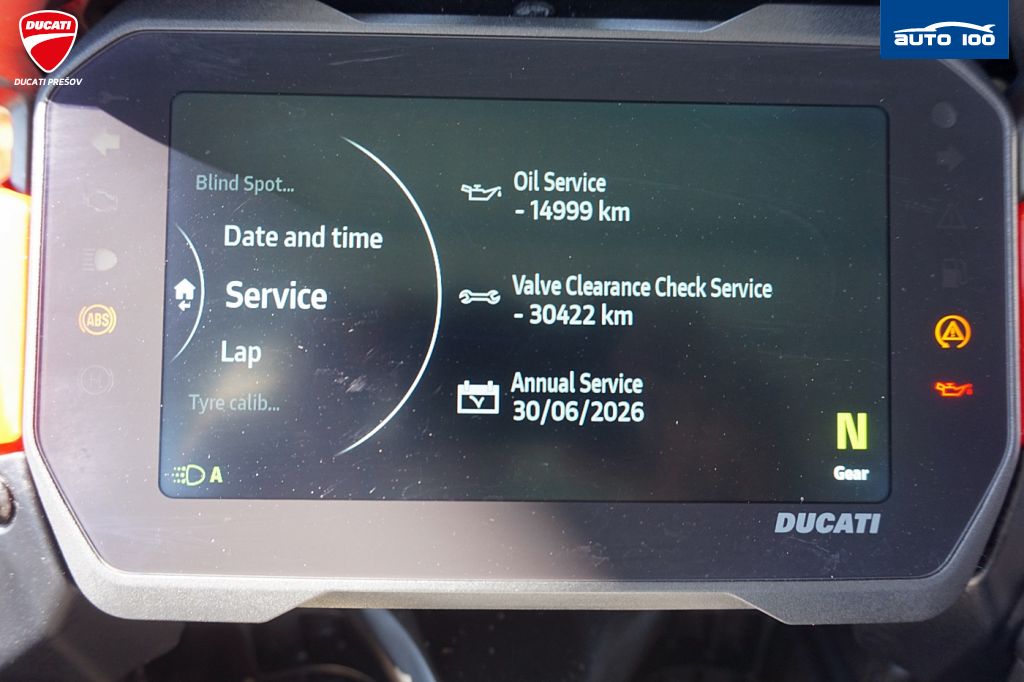 DUCATI
DUCATI PREŠOV
AUTO 100
Blind Spot...
Date and time
Service
Lap
Tyre calib...
Oil Service
- 14999 km
Valve Clearance Check Service
- 30422 km
Annual Service
30/06/2026
ABS
A
N
Gear
DUCATI